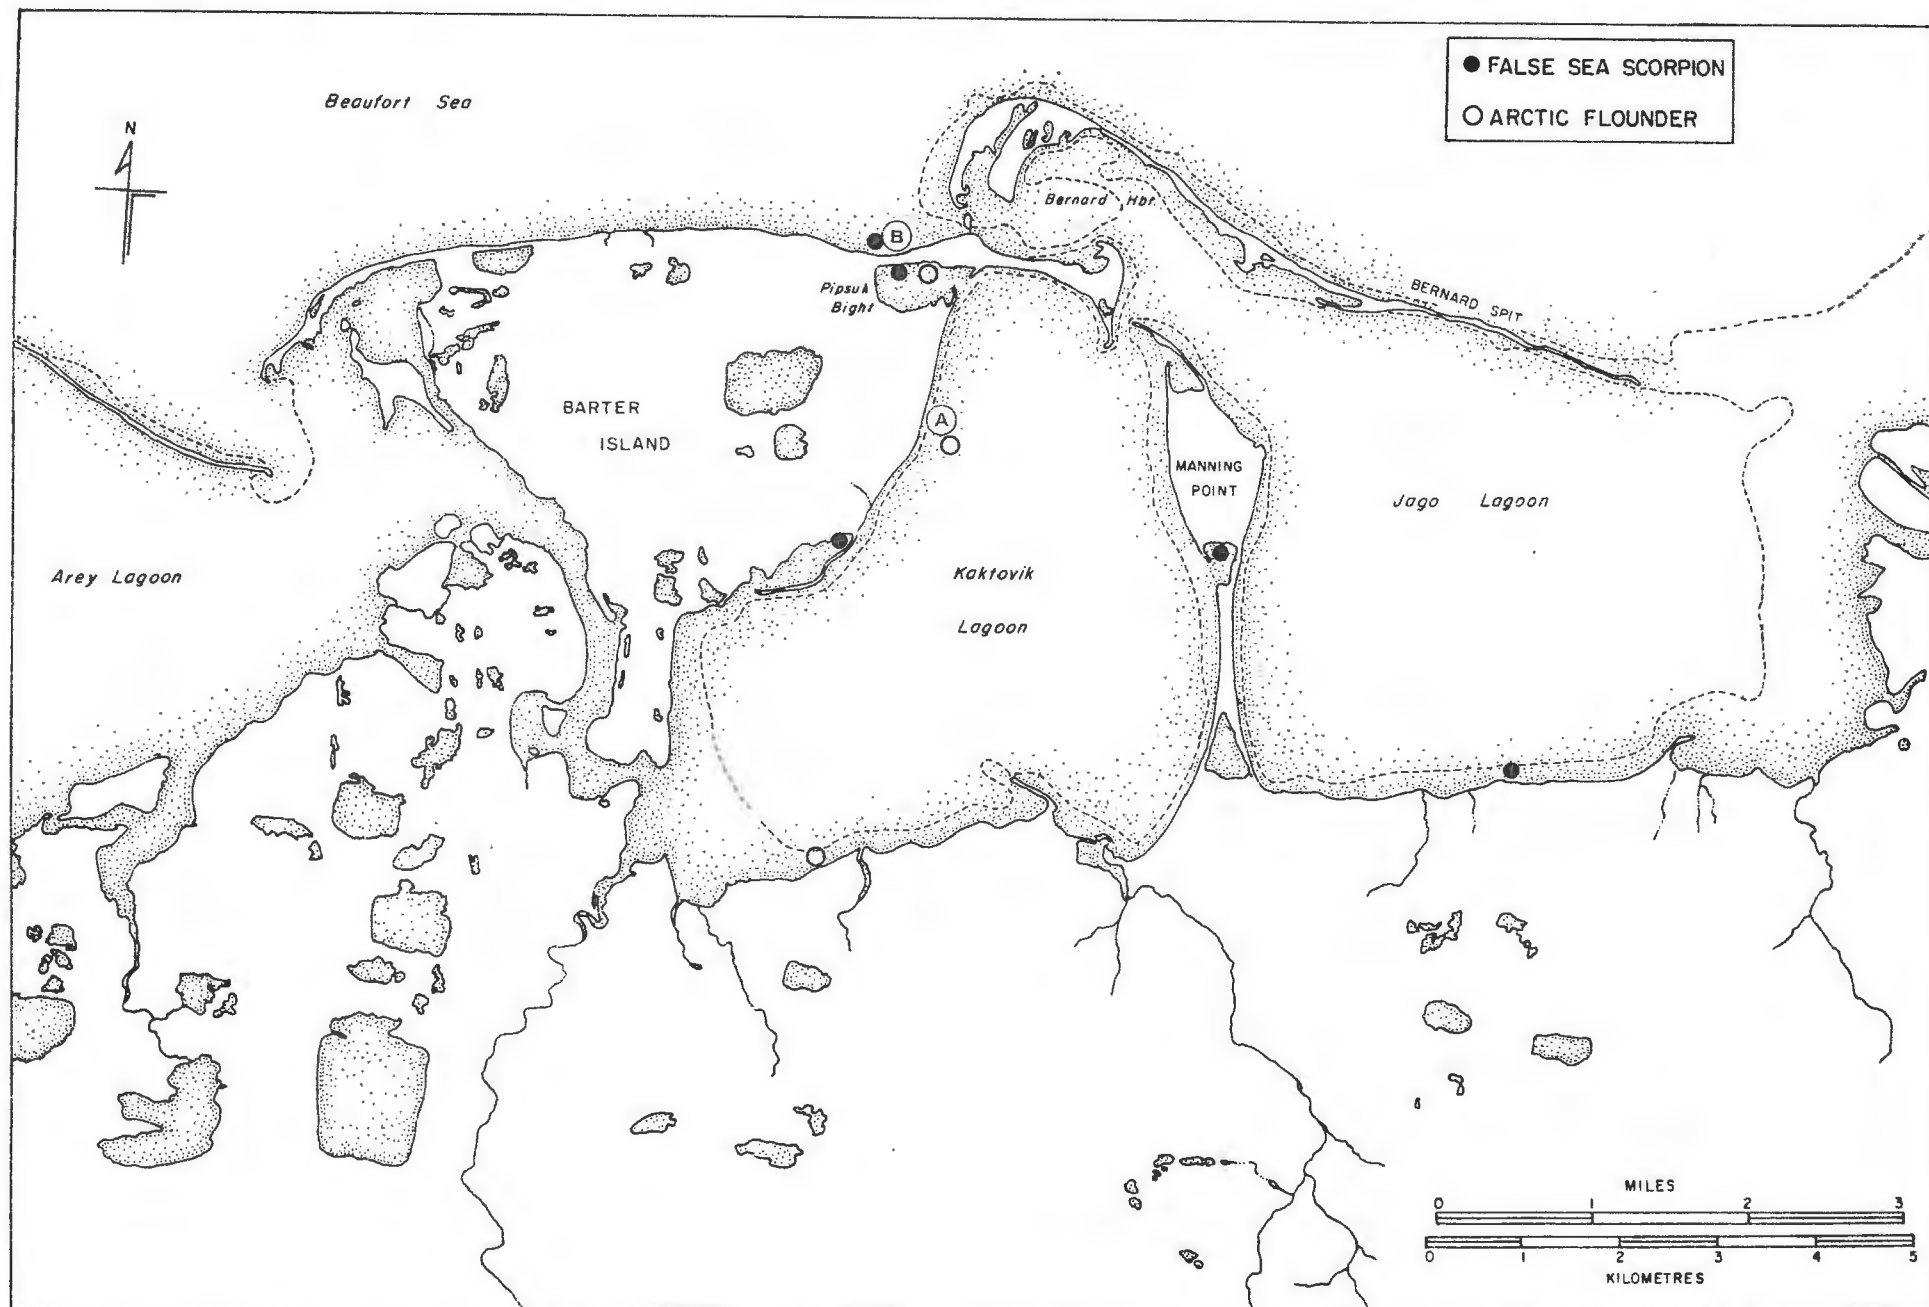 FALSE SEA SCORPION
ARCTIC FLOUNDER
Beaufort Sea
N
Bernard Hbr.
B
Pipsuk
Bight
BERNARD SPIT
BARTER
ISLAND
A
MANNING
POINT
Jago Lagoon
Arey Lagoon
Kaktovik
Lagoon
MILES
0 1 2 3
0 1 2 3 4 5
KILOMETRES